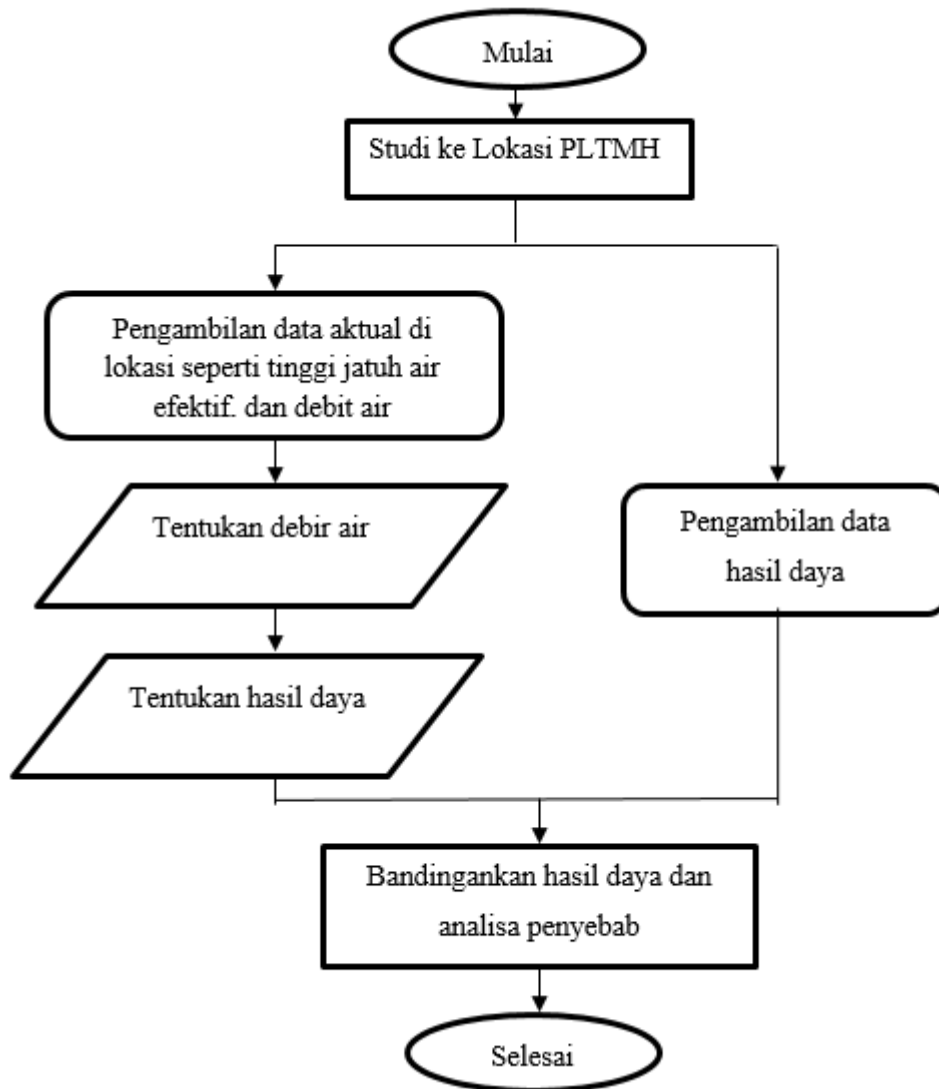 Mulai
Studi ke Lokasi PLTMH
Pengambilan data aktual di
lokasi seperti tinggi jatuh air
efektif. dan debit air
Tentukan debir air
Pengambilan data
hasil daya
Tentukan hasil daya
Bandingankan hasil daya dan
analisa penyebab
Selesai